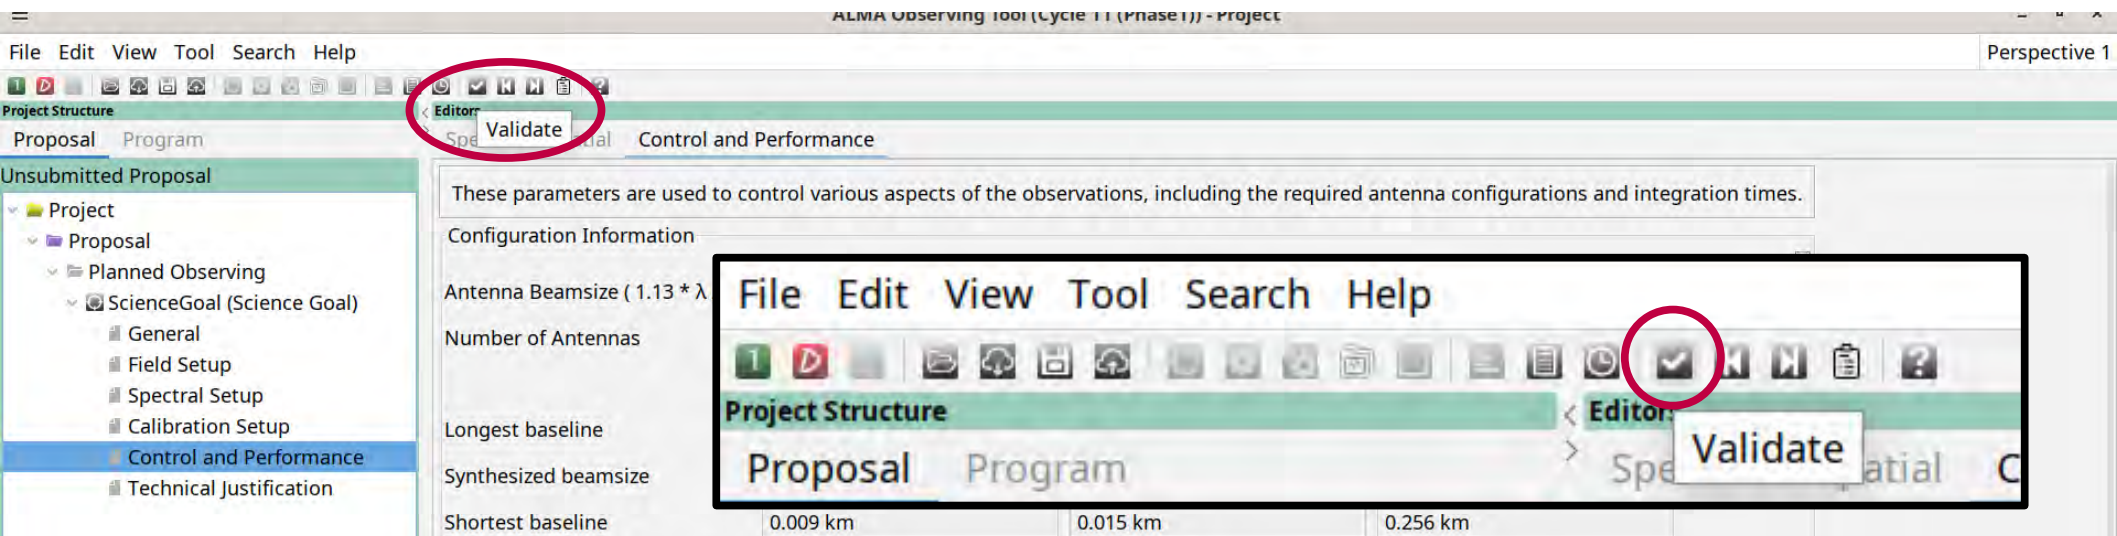 ALMA Observing Tool (Cycle 11 (Phase1)) - Project
File Edit View Tool Search Help
Perspective 1
Project Structure
Editors
Validate
Proposal Program
Spe tial Control and Performance
Unsubmitted Proposal
These parameters are used to control various aspects of the observations, including the required antenna configurations and integration times.
Project
Proposal
Planned Observing
ScienceGoal (Science Goal)
General
Field Setup
Spectral Setup
Calibration Setup
Control and Performance
Technical Justification
Configuration Information
Antenna Beamsize ( 1.13 * λ
Number of Antennas
Longest baseline
Synthesized beamsize
Shortest baseline 0.009 km 0.015 km 0.256 km
File Edit View Tool Search Help
1 D ?
Project Structure
Editor
Validate
Proposal Program
Spe atial C